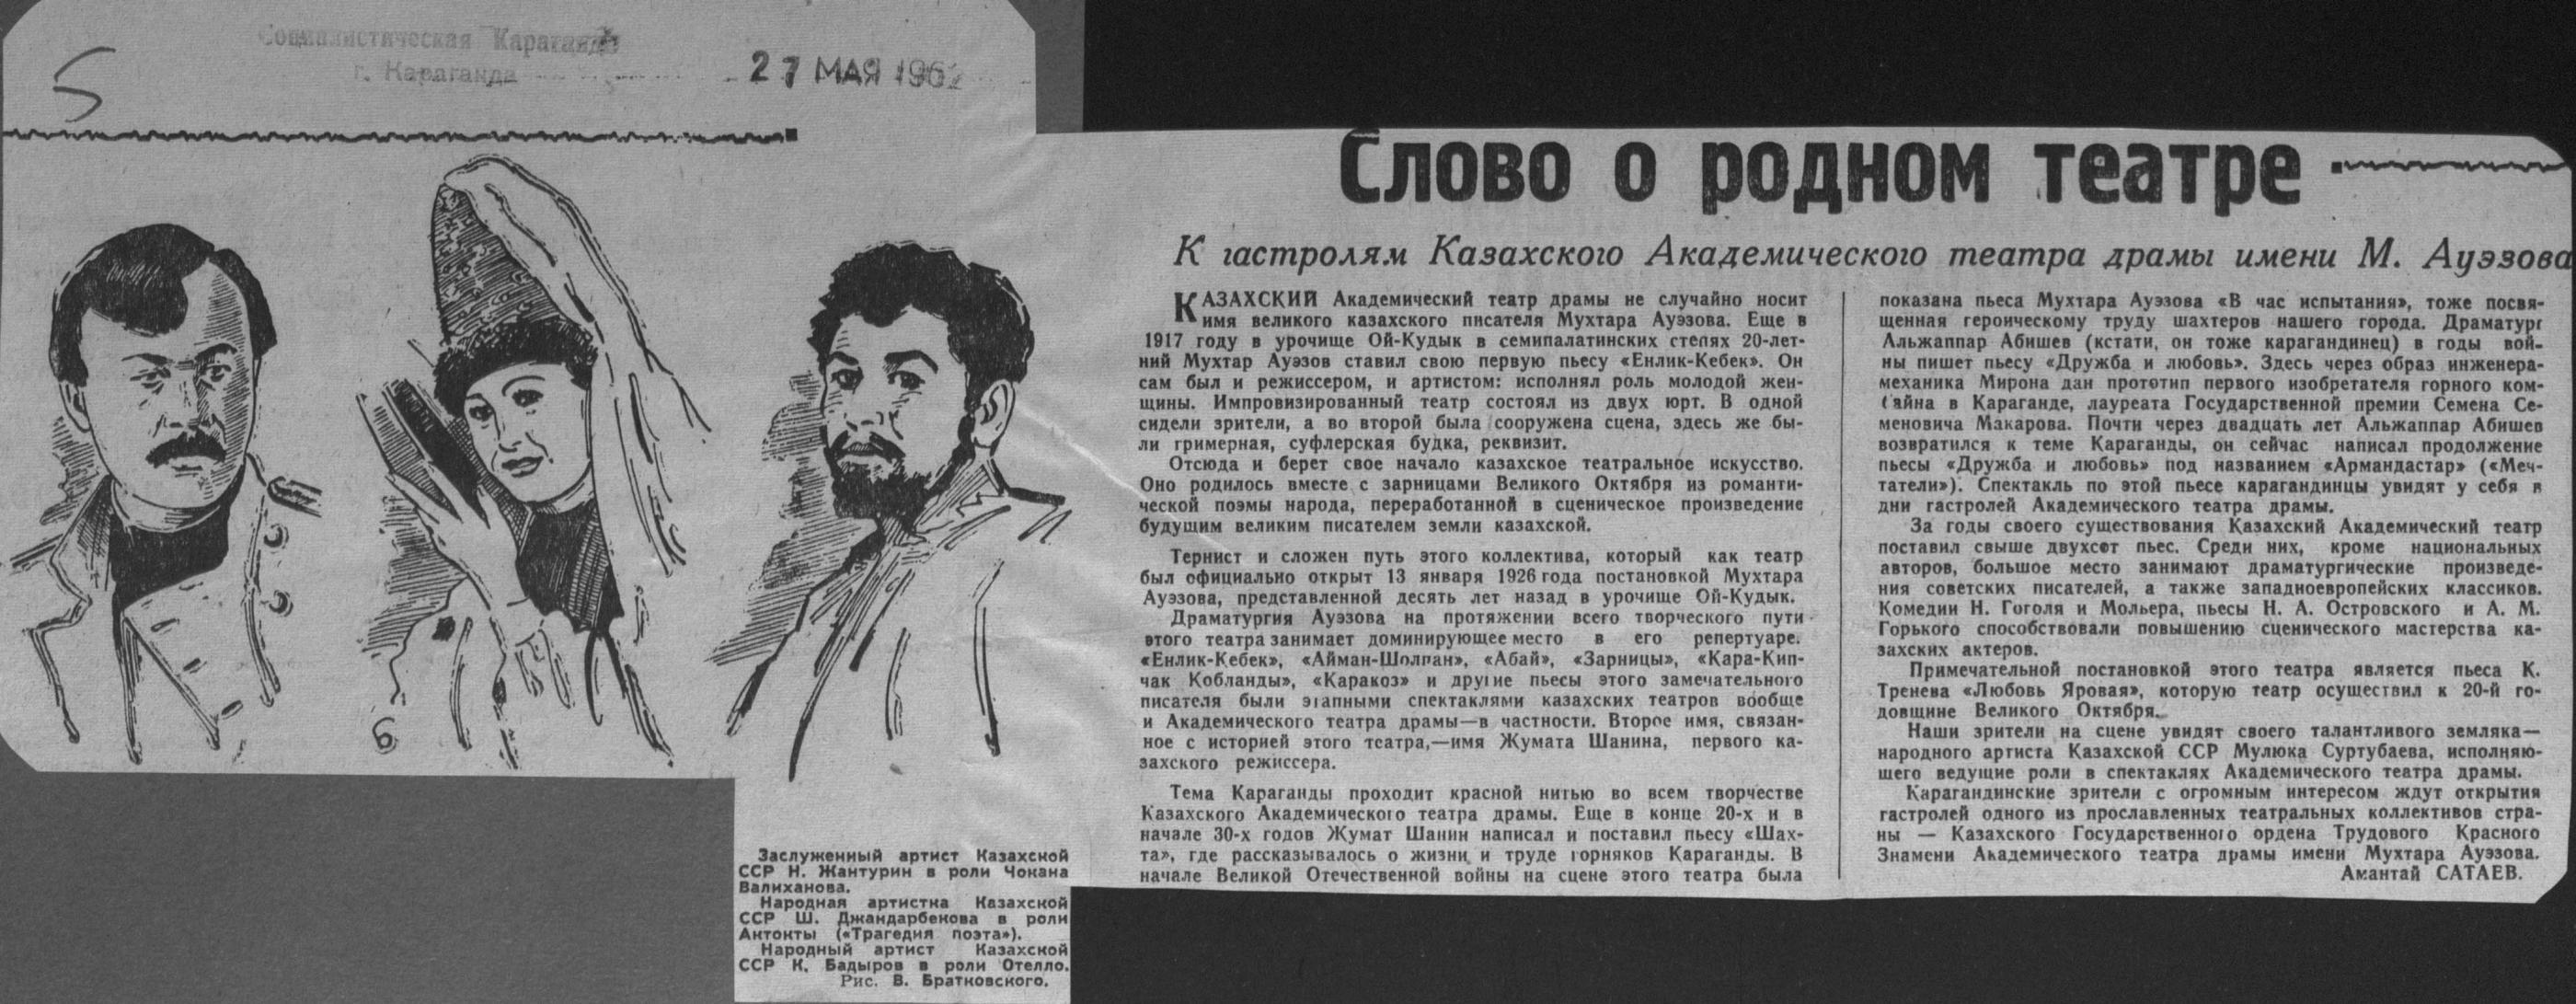 Социалистическая Караганда
г. Караганда
27 МАЯ 1962
5
Слово о родном театре
К гастролям Казахского Академического театра драмы имени М. Ауэзова
КАЗАХСКИЙ Академический театр драмы не случайно носит
имя великого казахского писателя Мухтара Ауэзова. Еще в
1917 году в урочище Ой-Кудык в семипалатинских степях 20-лет-
ний Мухтар Ауэзов ставил свою первую пьесу «Енлик-Кебек». Он
сам был и режиссером, и артистом: исполнял роль молодой жен-
щины. Импровизированный театр состоял из двух юрт. В одной
сидели зрители, а во второй была сооружена сцена, здесь же бы-
ли гримерная, суфлерская будка, реквизит.
Отсюда и берет свое начало казахское театральное искусство.
Оно родилось вместе с зарницами Великого Октября из романти-
ческой поэмы народа, переработанной в сценическое произведение
будущим великим писателем земли казахской.
Тернист и сложен путь этого коллектива, который как театр
был официально открыт 13 января 1926 года постановкой Мухтара
Ауэзова, представленной десять лет назад в урочище Ой-Кудык.
Драматургия Ауэзова на протяжении всего творческого пути
этого театра занимает доминирующее место в его репертуаре.
«Енлик-Кебек», «Айман-Шолпан», «Абай», «Зарницы», «Кара-Кип-
чак Кобланды», «Каракоз» и другие пьесы этого замечательного
писателя были этапными спектаклями казахских театров вообще
и Академического театра драмы—в частности. Второе имя, связан-
ное с историей этого театра,—имя Жумата Шанина, первого ка-
захского режиссера.
Тема Караганды проходит красной нитью во всем творчестве
Казахского Академического театра драмы. Еще в конце 20-х и в
начале 30-х годов Жумат Шанин написал и поставил пьесу «Шах-
та», где рассказывалось о жизни и труде горняков Караганды. В
начале Великой Отечественной войны на сцене этого театра была
показана пьеса Мухтара Ауэзова «В час испытания», тоже посвя-
щенная героическому труду шахтеров нашего города. Драматург
Альжаппар Абишев (кстати, он тоже карагандинец) в годы вой-
ны пишет пьесу «Дружба и любовь». Здесь через образ инженера-
механика Мирона дан прототип первого изобретателя горного ком-
байна в Караганде, лауреата Государственной премии Семена Се-
меновича Макарова. Почти через двадцать лет Альжаппар Абишев
возвратился к теме Караганды, он сейчас написал продолжение
пьесы «Дружба и любовь» под названием «Армандастар» («Меч-
татели»). Спектакль по этой пьесе карагандинцы увидят у себя в
дни гастролей Академического театра драмы.
За годы своего существования Казахский Академический театр
поставил свыше двухсот пьес. Среди них, кроме национальных
авторов, большое место занимают драматургические произведе-
ния советских писателей, а также западноевропейских классиков.
Комедии Н. Гоголя и Мольера, пьесы Н. А. Островского и А. М.
Горького способствовали повышению сценического мастерства ка-
захских актеров.
Примечательной постановкой этого театра является пьеса К.
Тренева «Любовь Яровая», которую театр осуществил к 20-й го-
довщине Великого Октября.
Наши зрители на сцене увидят своего талантливого земляка—
народного артиста Казахской ССР Мулюка Суртубаева, исполняю-
шего ведущие роли в спектаклях Академического театра драмы.
Карагандинские зрители с огромным интересом ждут открытия
гастролей одного из прославленных театральных коллективов стра-
ны — Казахского Государственного ордена Трудового Красного
Знамени Академического театра драмы имени Мухтара Ауэзова.
Амантай САТАЕВ.
б
Заслуженный артист Казахской
ССР Н. Жантурин в роли Чокана
Валиханова.
Народная артистка Казахской
ССР Ш. Джандарбекова в роли
Антокты («Трагедия поэта»).
Народный артист Казахской
ССР К. Бадыров в роли Отелло.
Рис. В. Братковского.